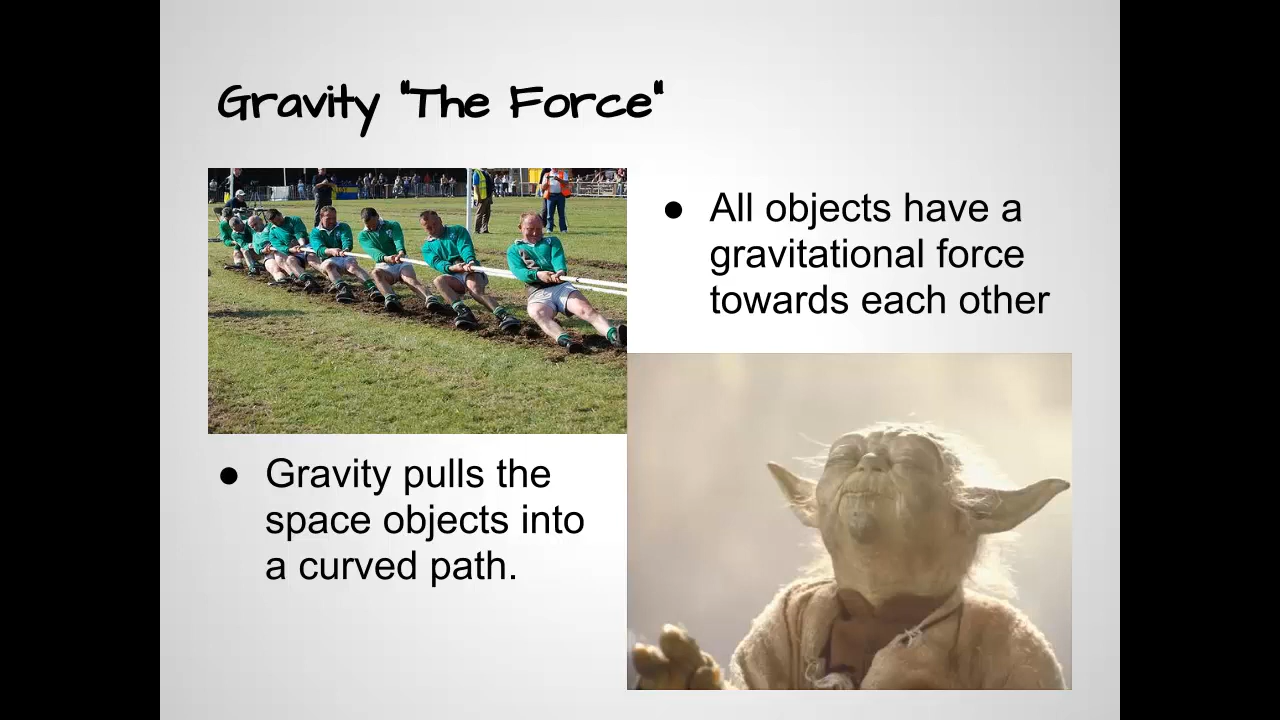 Gravity "The Force"
● All objects have a
gravitational force
towards each other
● Gravity pulls the
space objects into
a curved path.